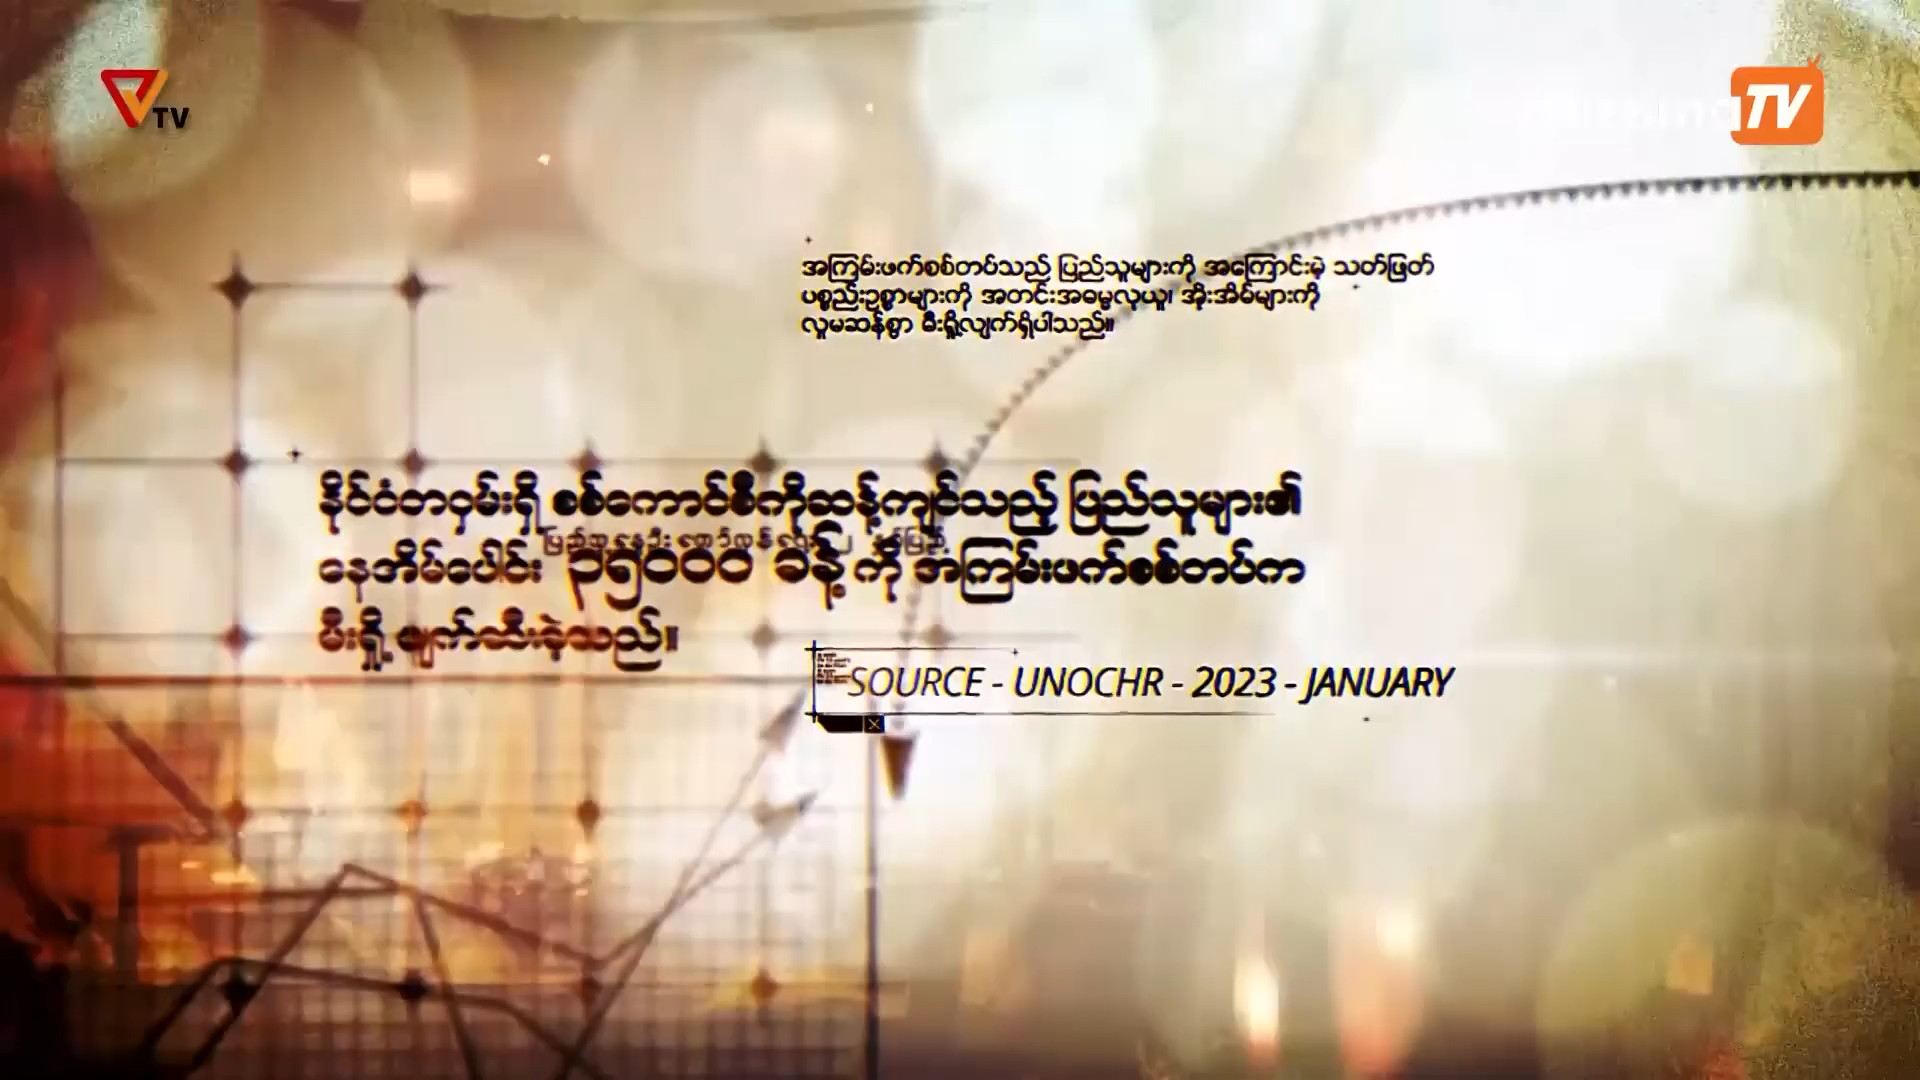 TV
TV
အကြမ်းဖက်စစ်တပ်သည် ပြည်သူများကို အကြောင်းမဲ့ သတ်ဖြတ်
ပစ္စည်းဥစ္စာများကို အတင်းအဓမ္မလုယူ၊ အိုးအိမ်များကို
လူမဆန်စွာ မီးရှို့လျက်ရှိပါသည်။
နိုင်ငံတဝှမ်းရှိ စစ်ကောင်စီကိုဆန့်ကျင်သည့် ပြည်သူများ၏
နေအိမ်ပေါင်း ၃၅၀၀၀ ခန့် ကို အကြမ်းဖက်စစ်တပ်က
မီးရှို့ ဖျက်ဆီးခဲ့သည်။
SOURCE - UNOCHR - 2023 - JANUARY